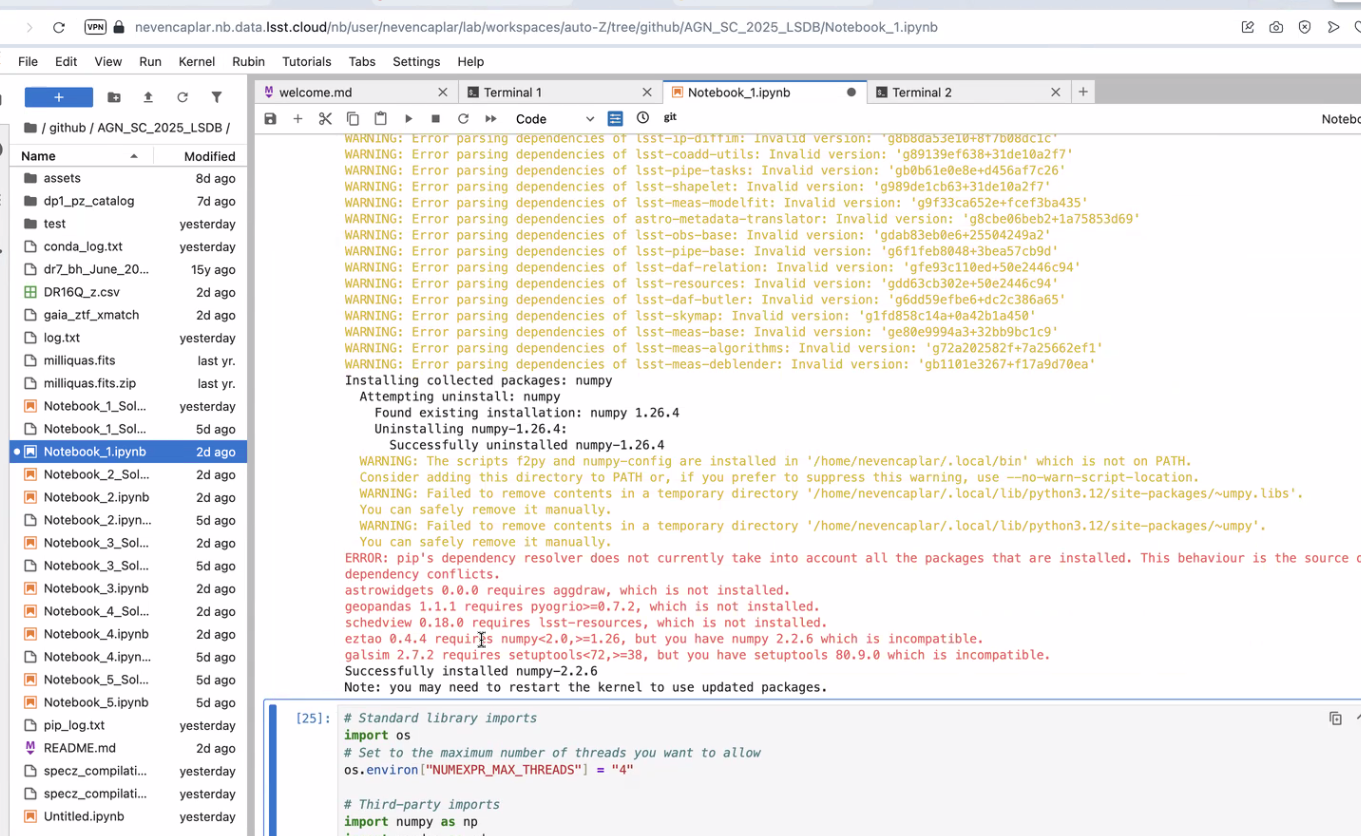 VPN nevencaplar.nb.data.lsst.cloud/nb/user/nevencaplar/lab/workspaces/auto-Z/tree/github/AGN_SC_2025_LSDB/Notebook_1.ipynb
File Edit View Run Kernel Rubin Tutorials Tabs Settings Help
+
/ github / AGN_SC_2025_LSDB /
Name Modified
assets 8d ago
dp1_pz_catalog 7d ago
test yesterday
conda_log.txt yesterday
dr7_bh_June_20... 15y ago
DR16Q_z.csv 2d ago
gaia_ztf_xmatch 2d ago
log.txt yesterday
milliquas.fits last yr.
milliquas.fits.zip last yr.
Notebook_1_Sol... yesterday
Notebook_1_Sol... 5d ago
Notebook_1.ipynb 2d ago
Notebook_2_Sol... 2d ago
Notebook_2.ipynb 2d ago
Notebook_2.ipyn... 5d ago
Notebook_3_Sol... 2d ago
Notebook_3_Sol... 5d ago
Notebook_3.ipynb 2d ago
Notebook_4_Sol... 2d ago
Notebook_4.ipynb 2d ago
Notebook_4.ipyn... 5d ago
Notebook_5_Sol... 2d ago
Notebook_5.ipynb 2d ago
pip_log.txt yesterday
README.md 2d ago
specz_compilati... yesterday
specz_compilati... yesterday
Untitled.ipynb yesterday
welcome.md Terminal 1 Notebook_1.ipynb Terminal 2
Code git Notebo
WARNING: Error parsing dependencies of lsst-ip-diffim: Invalid version: 'g8b8da53e10+8f7b08dc1c'
WARNING: Error parsing dependencies of lsst-coadd-utils: Invalid version: 'g89139ef638+31de10a2f7'
WARNING: Error parsing dependencies of lsst-pipe-tasks: Invalid version: 'gb0b61e0e8e+d456af7c26'
WARNING: Error parsing dependencies of lsst-shapelet: Invalid version: 'g989de1cb63+31de10a2f7'
WARNING: Error parsing dependencies of lsst-meas-modelfit: Invalid version: 'g9f33ca652e+fcef3ba435'
WARNING: Error parsing dependencies of astro-metadata-translator: Invalid version: 'g8cbe06beb2+1a75853d69'
WARNING: Error parsing dependencies of lsst-obs-base: Invalid version: 'gdab83eb0e6+25504249a2'
WARNING: Error parsing dependencies of lsst-pipe-base: Invalid version: 'g6f1feb8048+3bea57cb9d'
WARNING: Error parsing dependencies of lsst-daf-relation: Invalid version: 'gfe93c110ed+50e2446c94'
WARNING: Error parsing dependencies of lsst-resources: Invalid version: 'gdd63cb302e+50e2446c94'
WARNING: Error parsing dependencies of lsst-daf-butler: Invalid version: 'g6dd59efbe6+dc2c386a65'
WARNING: Error parsing dependencies of lsst-skymap: Invalid version: 'g1fd858c14a+0a42b1a450'
WARNING: Error parsing dependencies of lsst-meas-base: Invalid version: 'ge80e9994a3+32bb9bc1c9'
WARNING: Error parsing dependencies of lsst-meas-algorithms: Invalid version: 'g72a202582f+7a25662ef1'
WARNING: Error parsing dependencies of lsst-meas-deblender: Invalid version: 'gb1101e3267+f17a9d70ea'
Installing collected packages: numpy
Attempting uninstall: numpy
Found existing installation: numpy 1.26.4
Uninstalling numpy-1.26.4:
Successfully uninstalled numpy-1.26.4
WARNING: The scripts f2py and numpy-config are installed in '/home/nevencaplar/.local/bin' which is not on PATH.
Consider adding this directory to PATH or, if you prefer to suppress this warning, use --no-warn-script-location.
WARNING: Failed to remove contents in a temporary directory '/home/nevencaplar/.local/lib/python3.12/site-packages/~umpy.libs'.
You can safely remove it manually.
WARNING: Failed to remove contents in a temporary directory '/home/nevencaplar/.local/lib/python3.12/site-packages/~umpy'.
You can safely remove it manually.
ERROR: pip's dependency resolver does not currently take into account all the packages that are installed. This behaviour is the source o
dependency conflicts.
astrowidgets 0.0.0 requires aggdraw, which is not installed.
geopandas 1.1.1 requires pyogrio>=0.7.2, which is not installed.
schedview 0.18.0 requires lsst-resources, which is not installed.
eztao 0.4.4 requires numpy<2.0,>=1.26, but you have numpy 2.2.6 which is incompatible.
galsim 2.7.2 requires setuptools<72,>=38, but you have setuptools 80.9.0 which is incompatible.
Successfully installed numpy-2.2.6
Note: you may need to restart the kernel to use updated packages.
[25]: # Standard library imports
import os
# Set to the maximum number of threads you want to allow
os.environ["NUMEXPR_MAX_THREADS"] = "4"
# Third-party imports
import numpy as np